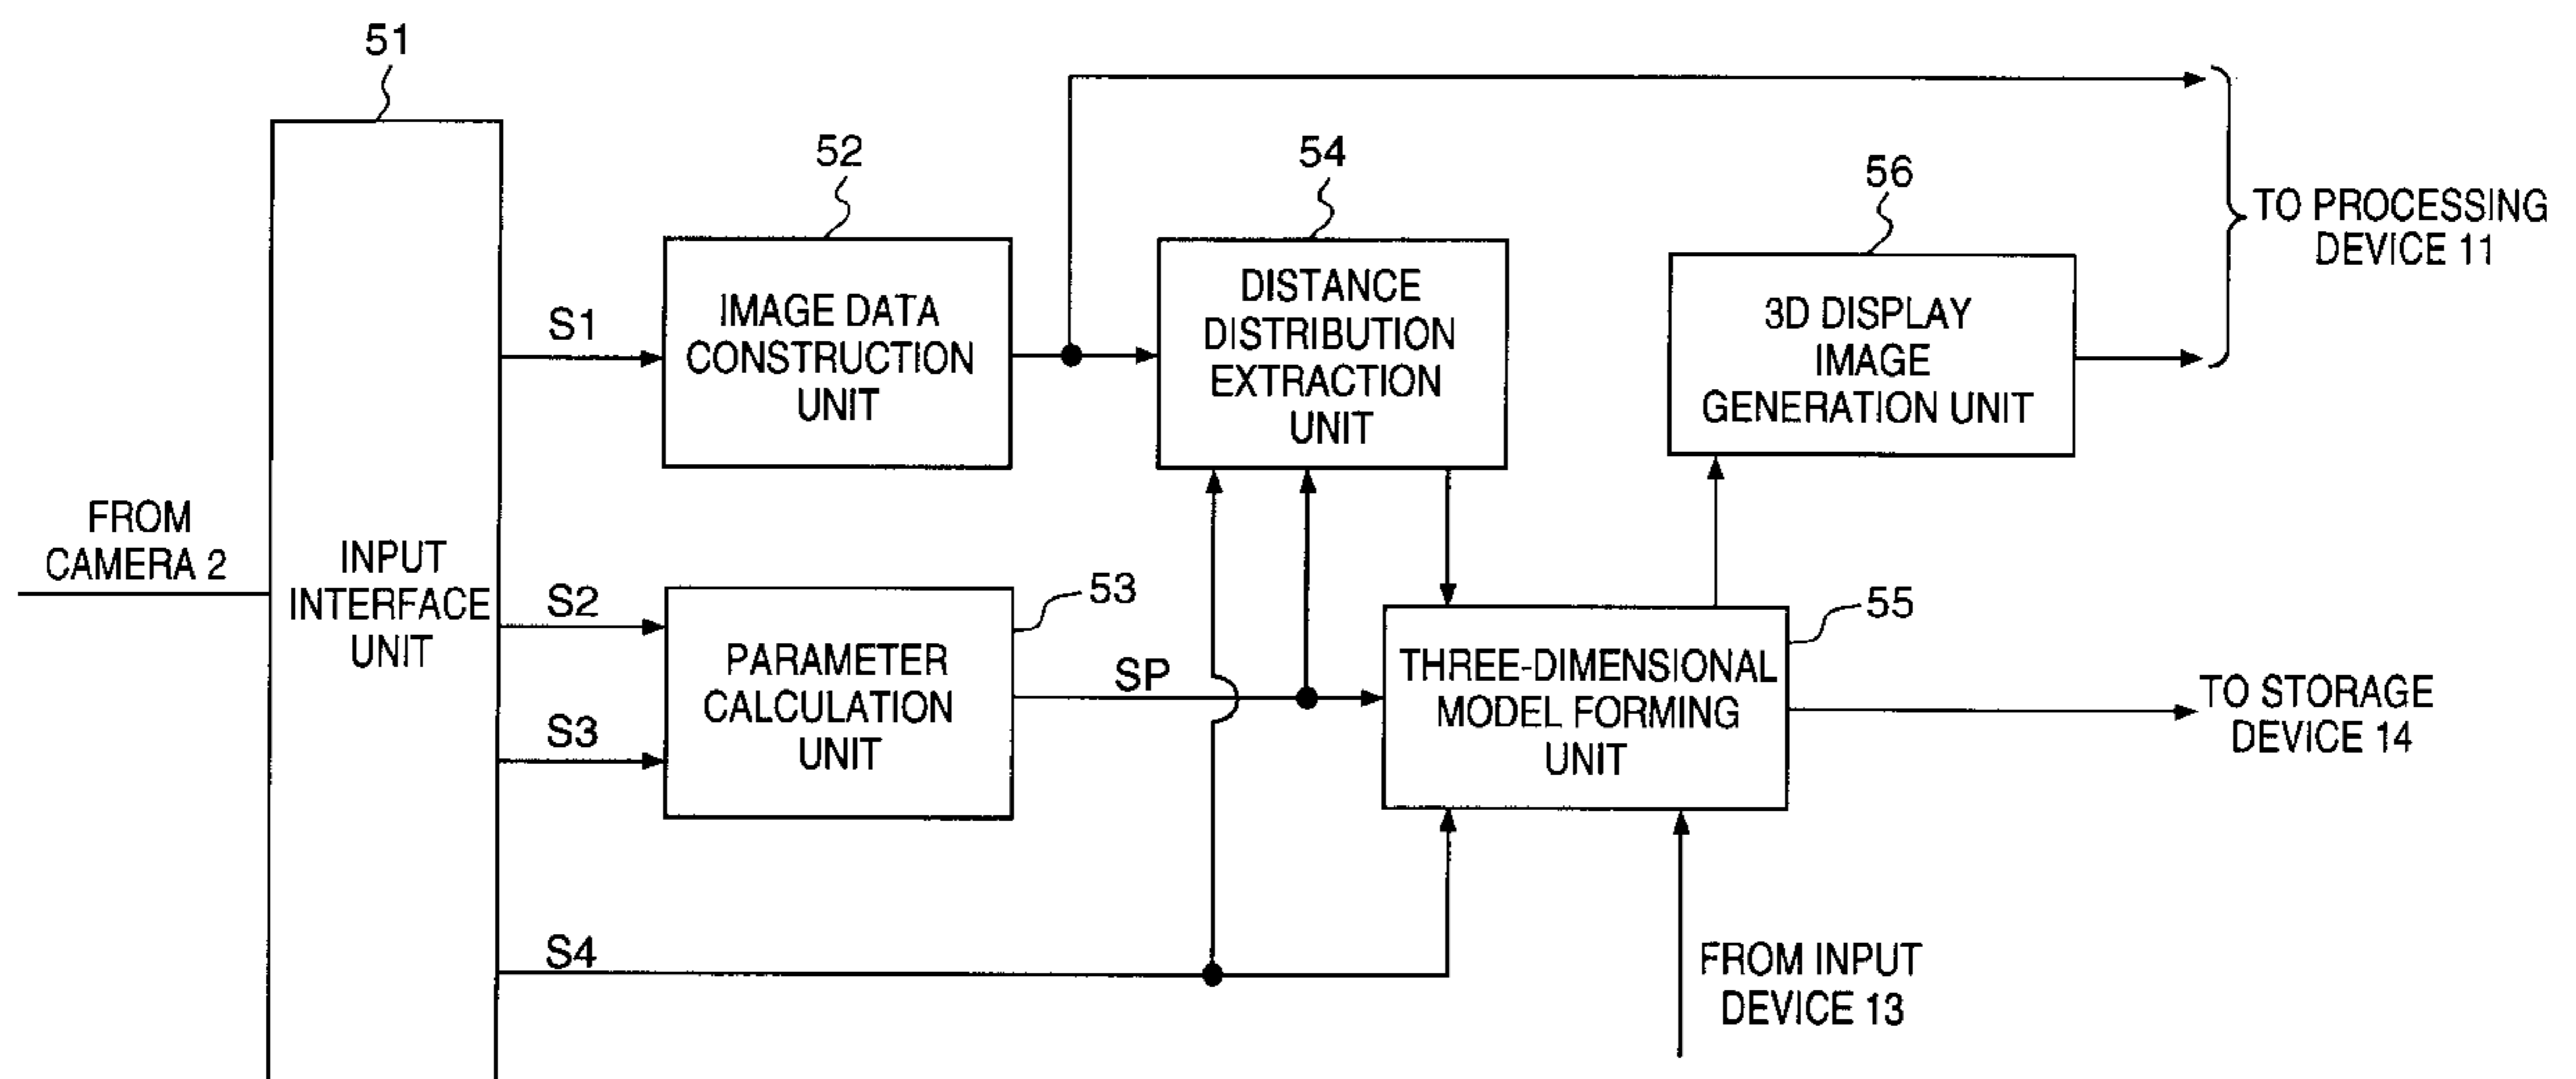 51
52
54
56
TO PROCESSING
DEVICE 11
S1
IMAGE DATA
CONSTRUCTION
UNIT
DISTANCE
DISTRIBUTION
EXTRACTION
UNIT
3D DISPLAY
IMAGE
GENERATION UNIT
FROM
CAMERA 2
INPUT
INTERFACE
UNIT
S2
S3
53
PARAMETER
CALCULATION
UNIT
SP
55
THREE-DIMENSIONAL
MODEL FORMING
UNIT
TO STORAGE
DEVICE 14
S4
FROM INPUT
DEVICE 13